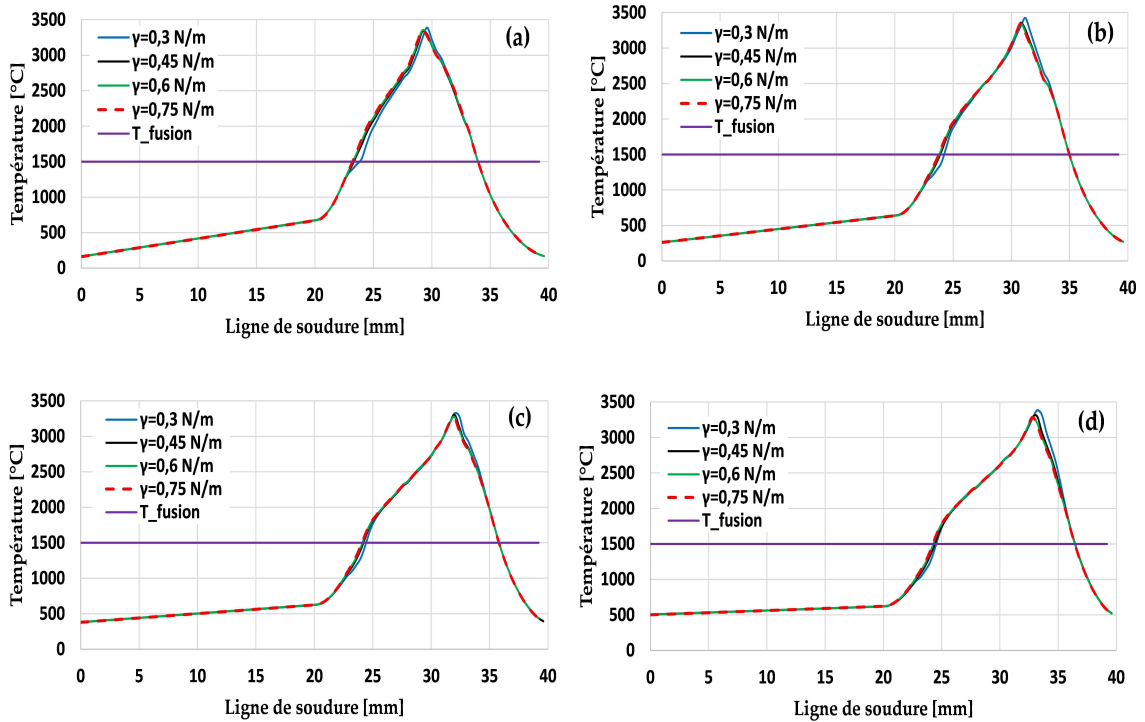 (a)
Température [°C]
3500
3000
2500
2000
1500
1000
500
0
γ=0,3 N/m
γ=0,45 N/m
γ=0,6 N/m
γ=0,75 N/m
T_fusion
0 5 10 15 20 25 30 35 40
Ligne de soudure [mm]
(b)
Température [°C]
3500
3000
2500
2000
1500
1000
500
0
γ=0,3 N/m
γ=0,45 N/m
γ=0,6 N/m
γ=0,75 N/m
T_fusion
0 5 10 15 20 25 30 35 40
Ligne de soudure [mm]
(c)
Température [°C]
3500
3000
2500
2000
1500
1000
500
0
γ=0,3 N/m
γ=0,45 N/m
γ=0,6 N/m
γ=0,75 N/m
T_fusion
0 5 10 15 20 25 30 35 40
Ligne de soudure [mm]
(d)
Température [°C]
3500
3000
2500
2000
1500
1000
500
0
γ=0,3 N/m
γ=0,45 N/m
γ=0,6 N/m
γ=0,75 N/m
T_fusion
0 5 10 15 20 25 30 35 40
Ligne de soudure [mm]